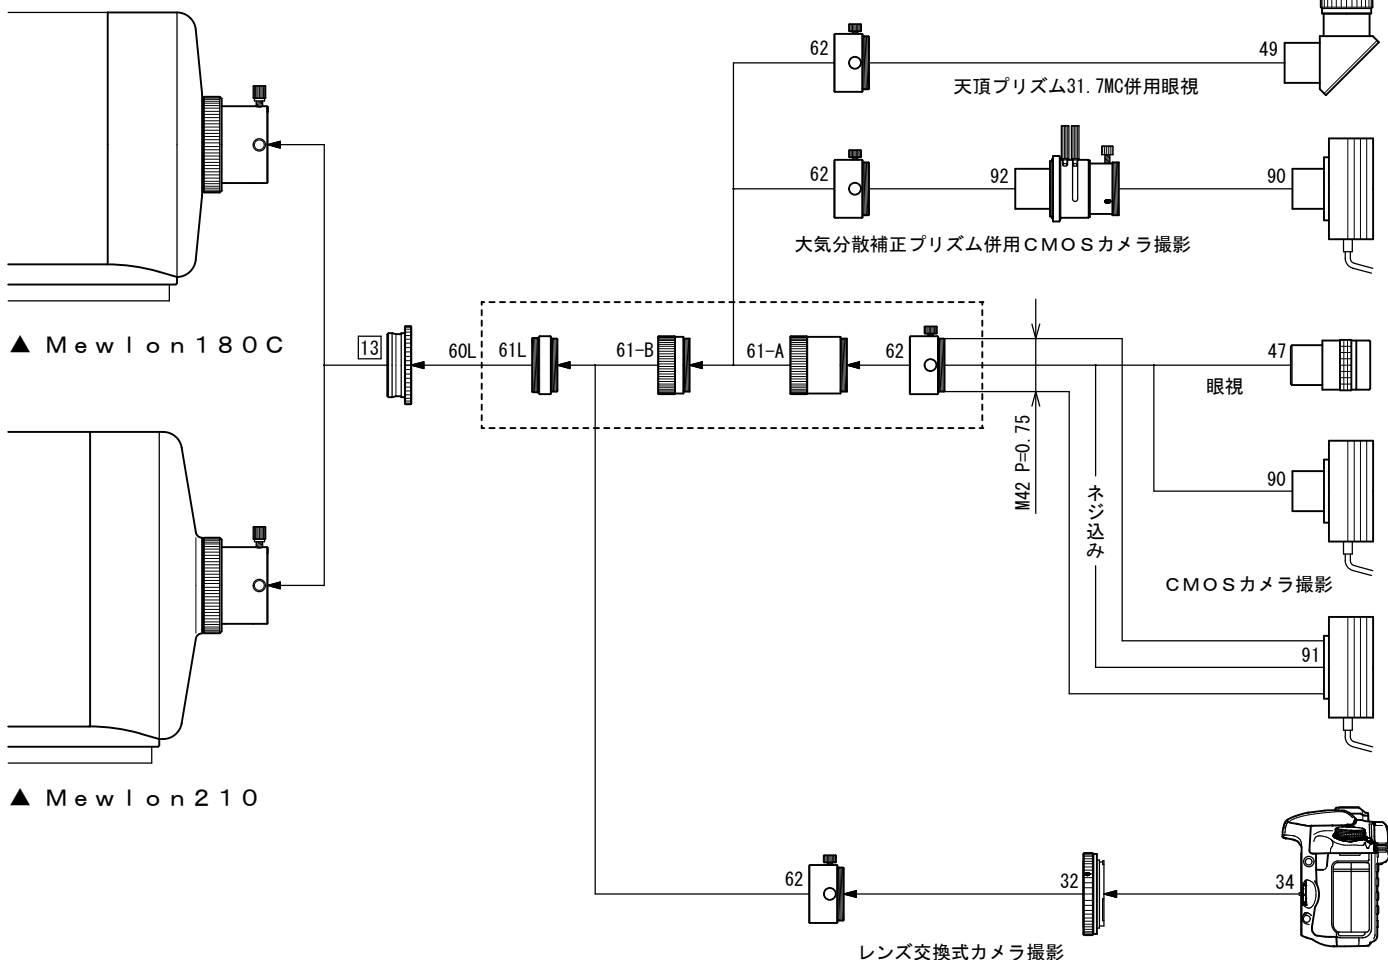 62
49
天頂プリズム31.7MC併用眼視
62
92
90
大気分散補正プリズム併用CMOSカメラ撮影
▲ Mewlon180C
13
60L
61L
61-B
61-A
62
47
眼視
M42 P=0.75
ネジ込み
90
CMOSカメラ撮影
91
▲ Mewlon210
62
32
34
レンズ交換式カメラ撮影